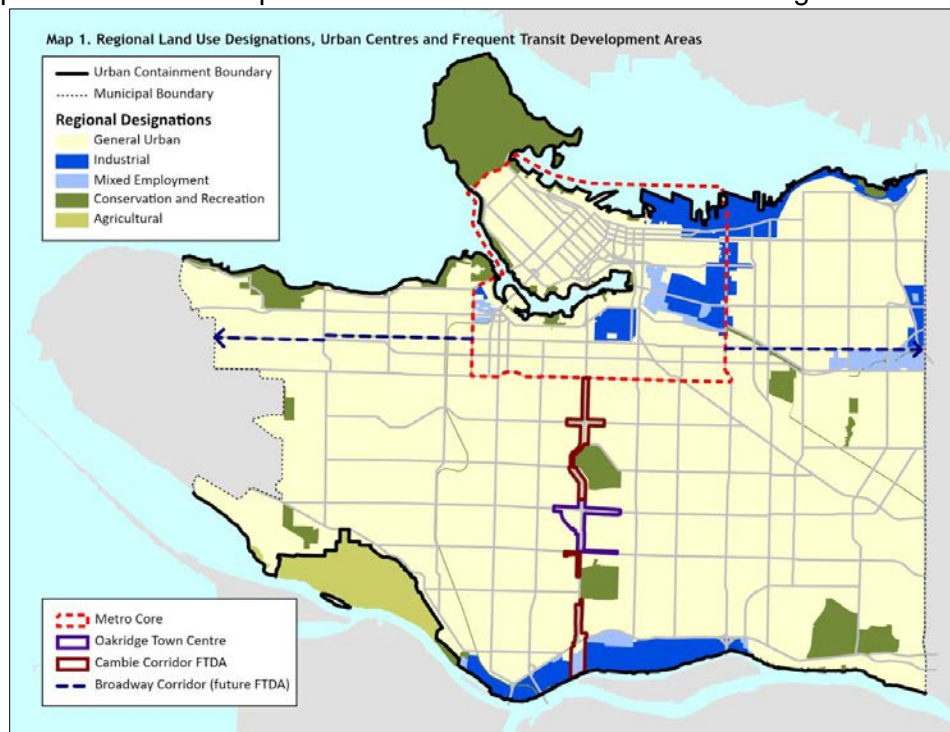 Map 1. Regional Land Use Designations, Urban Centres and Frequent Transit Development Areas
Urban Containment Boundary
Municipal Boundary
Regional Designations
General Urban
Industrial
Mixed Employment
Conservation and Recreation
Agricultural
Metro Core
Oakridge Town Centre
Cambie Corridor FTDA
Broadway Corridor (future FTDA)